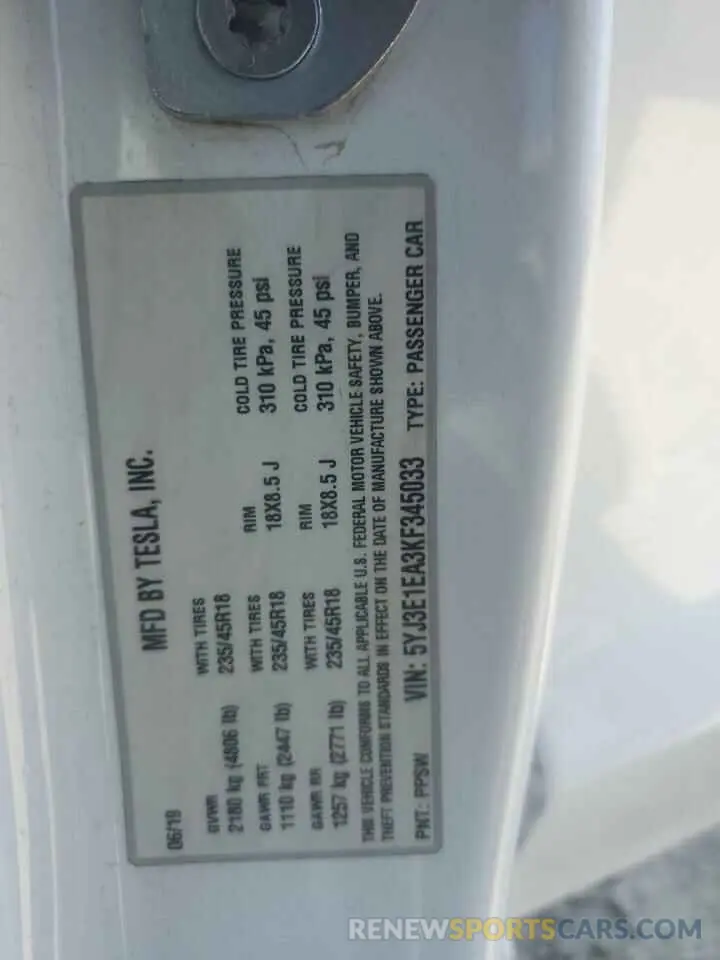 MFD BY TESLA, INC.
06/19
GVWR WITH TIRES
2180 kg (4806 lb) 235/45R18
GAWR FRT WITH TIRES RIM COLD TIRE PRESSURE
1110 kg (2447 lb) 235/45R18 18X8.5 J 310 kPa, 45 psi
GAWR RR WITH TIRES RIM COLD TIRE PRESSURE
1257 kg (2771 lb) 235/45R18 18X8.5 J 310 kPa, 45 psi
THIS VEHICLE CONFORMS TO ALL APPLICABLE U.S. FEDERAL MOTOR VEHICLE SAFETY, BUMPER, AND
THEFT PREVENTION STANDARDS IN EFFECT ON THE DATE OF MANUFACTURE SHOWN ABOVE.
PNT: PPSW VIN: 5YJ3E1EA3KF345033 TYPE: PASSENGER CAR
RENEWSPORTSCARS.COM